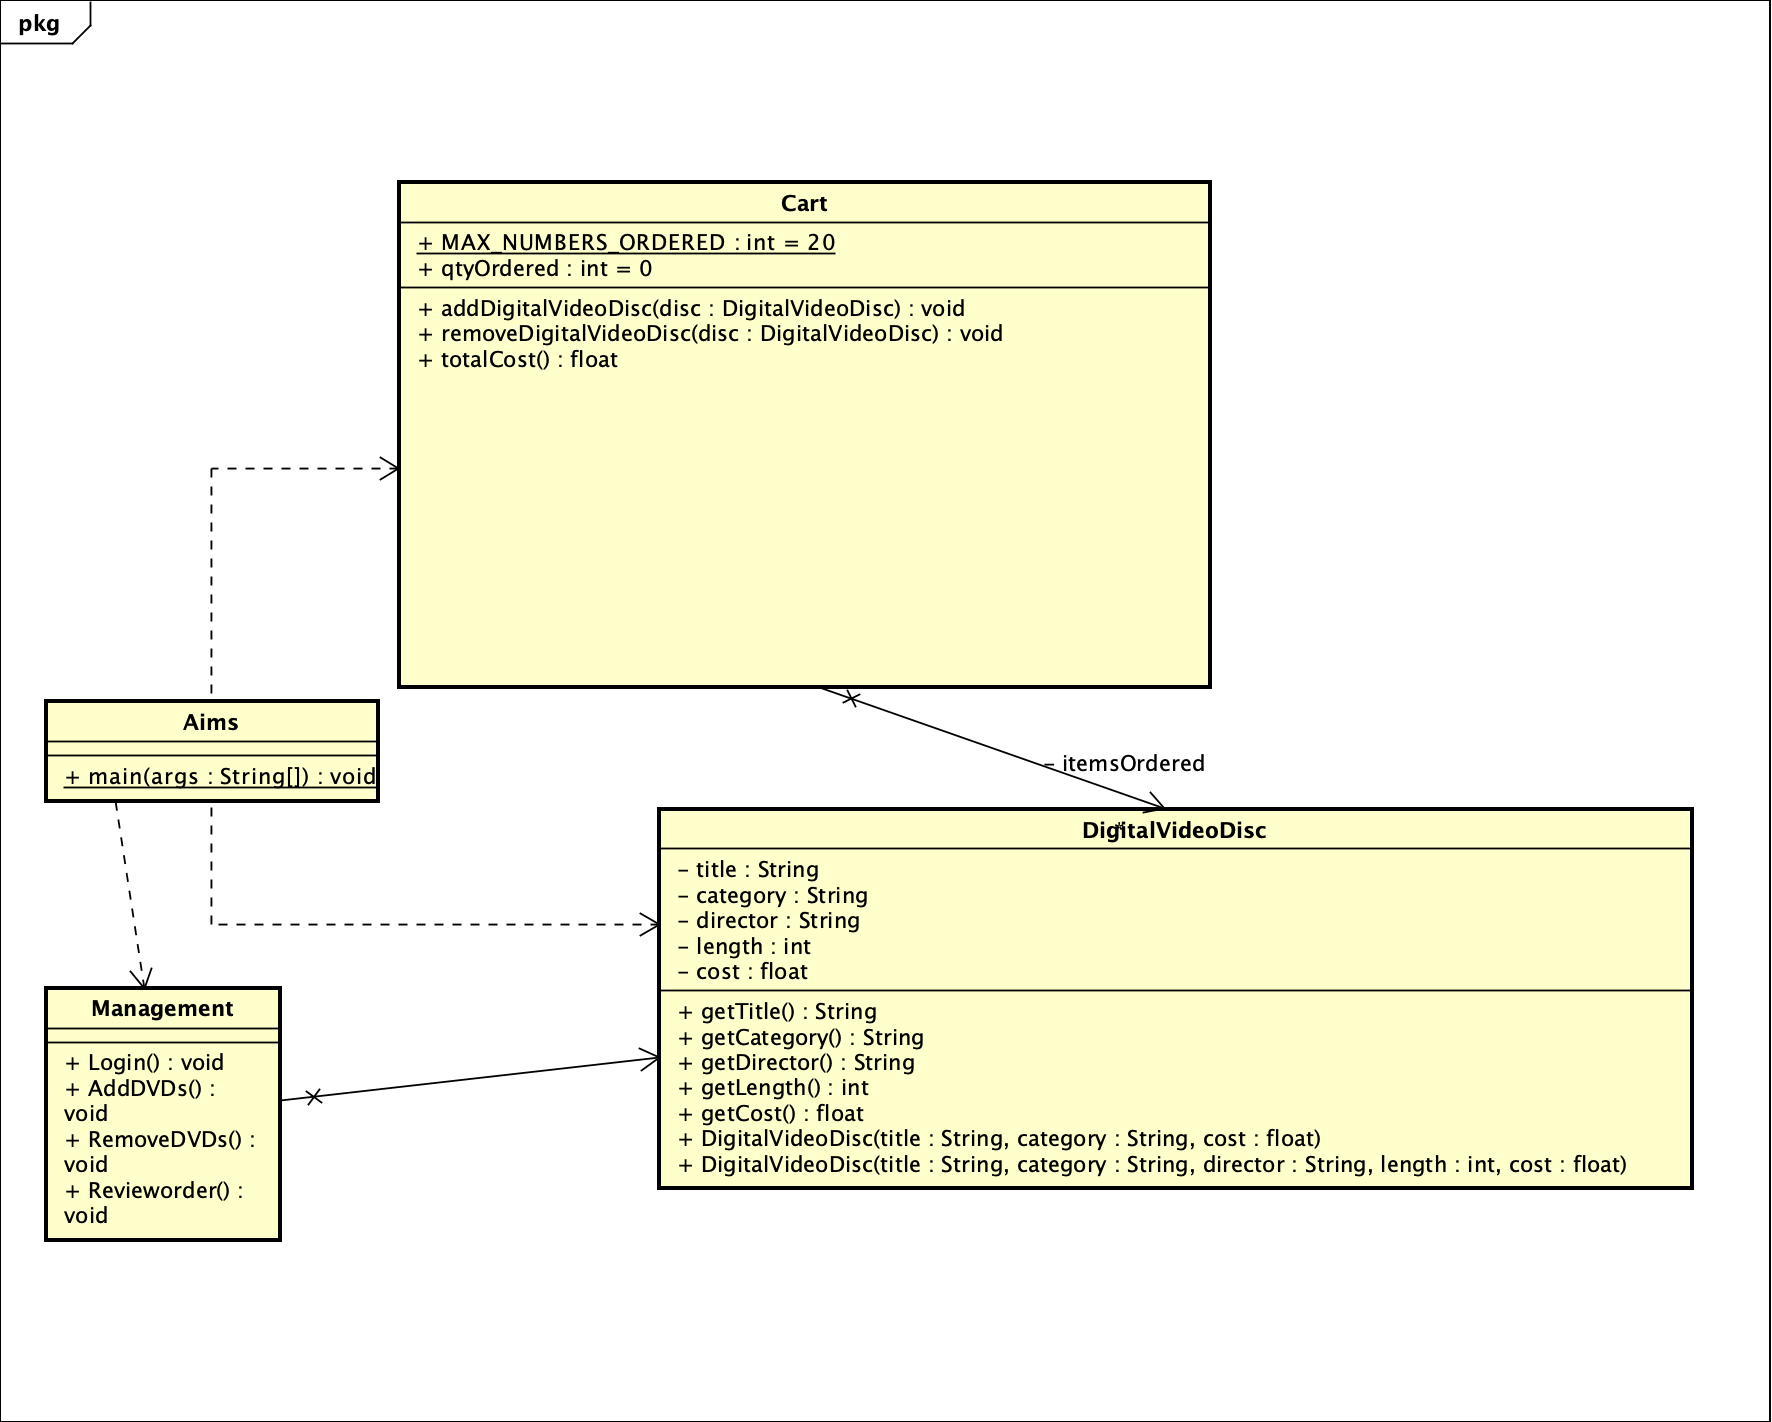 pkg
Cart
+ MAX_NUMBERS_ORDERED : int = 20
+ qtyOrdered : int = 0
+ addDigitalVideoDisc(disc : DigitalVideoDisc) : void
+ removeDigitalVideoDisc(disc : DigitalVideoDisc) : void
+ totalCost() : float
Aims
+ main(args : String[]) : void
- itemsOrdered
*
DigitalVideoDisc
- title : String
- category : String
- director : String
- length : int
- cost : float
+ getTitle() : String
+ getCategory() : String
+ getDirector() : String
+ getLength() : int
+ getCost() : float
+ DigitalVideoDisc(title : String, category : String, cost : float)
+ DigitalVideoDisc(title : String, category : String, director : String, length : int, cost : float)
Management
+ Login() : void
+ AddDVDs() :
void
+ RemoveDVDs() :
void
+ Revieworder() :
void